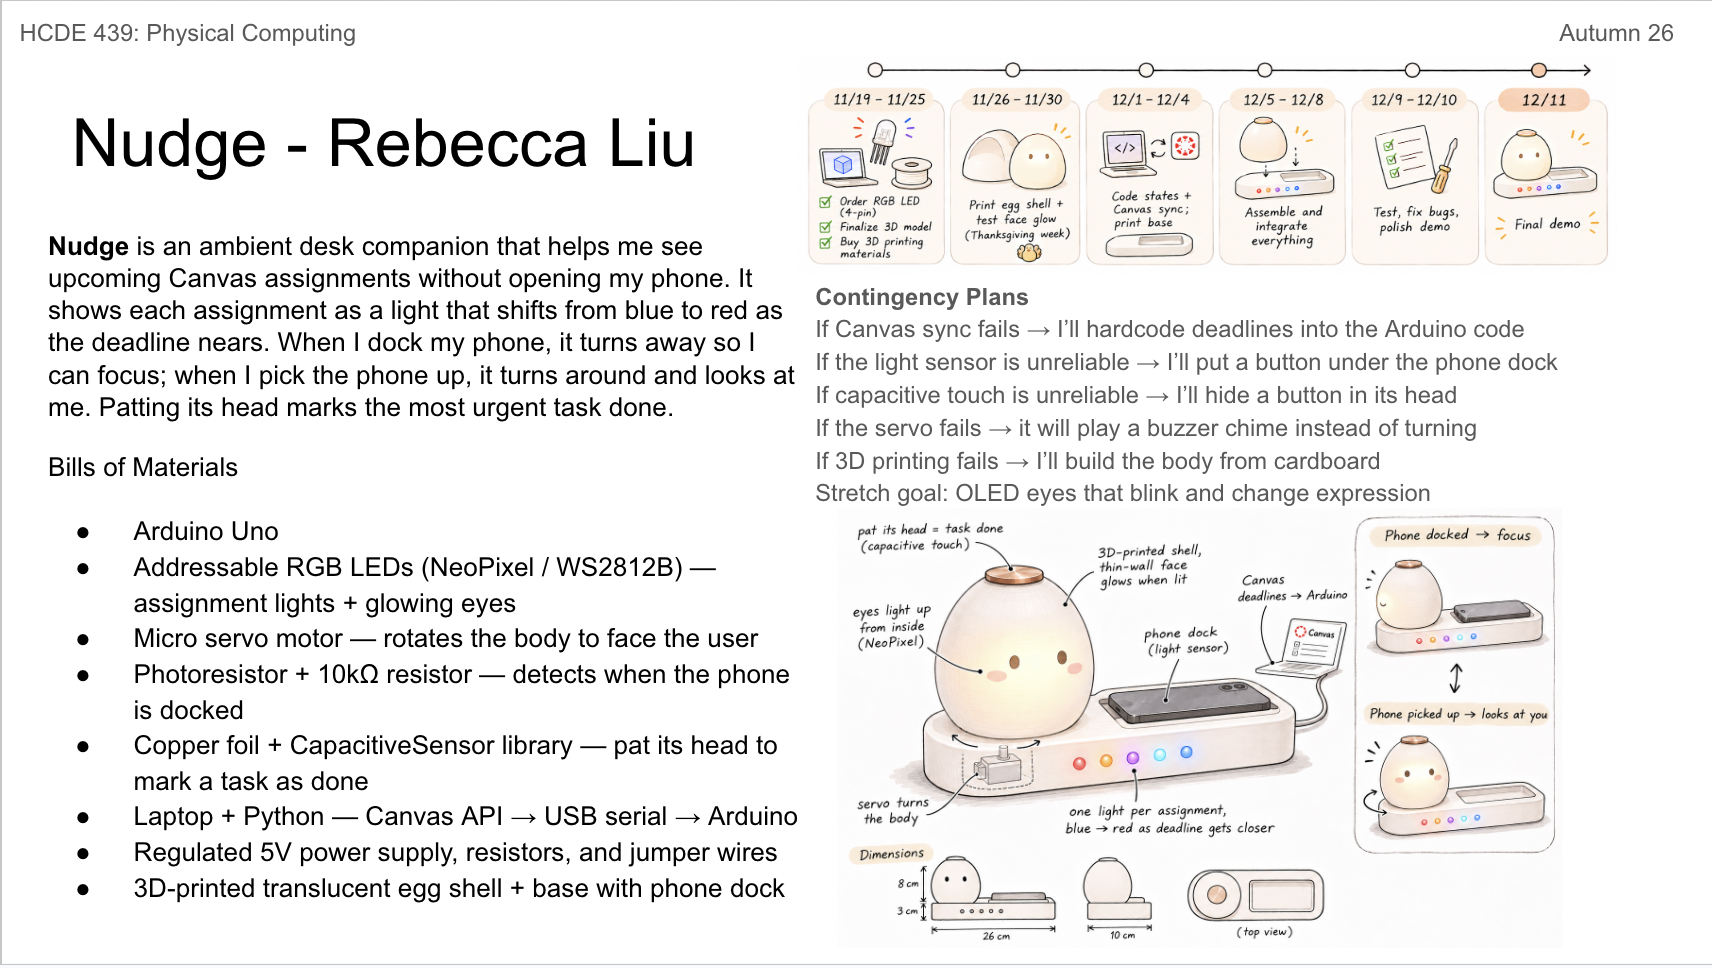 HCDE 439: Physical Computing
Autumn 26
Nudge - Rebecca Liu
Nudge is an ambient desk companion that helps me see
upcoming Canvas assignments without opening my phone. It
shows each assignment as a light that shifts from blue to red as
the deadline nears. When I dock my phone, it turns away so I
can focus; when I pick the phone up, it turns around and looks at
me. Patting its head marks the most urgent task done.
Bills of Materials
● Arduino Uno
● Addressable RGB LEDs (NeoPixel / WS2812B) —
assignment lights + glowing eyes
● Micro servo motor — rotates the body to face the user
● Photoresistor + 10kΩ resistor — detects when the phone
is docked
● Copper foil + CapacitiveSensor library — pat its head to
mark a task as done
● Laptop + Python — Canvas API → USB serial → Arduino
● Regulated 5V power supply, resistors, and jumper wires
● 3D-printed translucent egg shell + base with phone dock
11/19 - 11/25
Order RGB LED
(4-pin)
Finalize 3D model
Buy 3D printing
materials
11/26 - 11/30
Print egg shell +
test face glow
(Thanksgiving week)
12/1 - 12/4
</>
Code states +
Canvas sync;
print base
12/5 - 12/8
Assemble and
integrate
everything
12/9 - 12/10
Test, fix bugs,
polish demo
12/11
Final demo
Contingency Plans
If Canvas sync fails → I’ll hardcode deadlines into the Arduino code
If the light sensor is unreliable → I’ll put a button under the phone dock
If capacitive touch is unreliable → I’ll hide a button in its head
If the servo fails → it will play a buzzer chime instead of turning
If 3D printing fails → I’ll build the body from cardboard
Stretch goal: OLED eyes that blink and change expression
pat its head = task done
(capacitive touch)
3D-printed shell,
thin-wall face
glows when lit
eyes light up
from inside
(NeoPixel)
phone dock
(light sensor)
Canvas
deadlines → Arduino
Canvas
servo turns
the body
one light per assignment,
blue → red as deadline gets closer
Phone docked → focus
Phone picked up → looks at you
Dimensions
8 cm
3 cm
26 cm
10 cm
(top view)